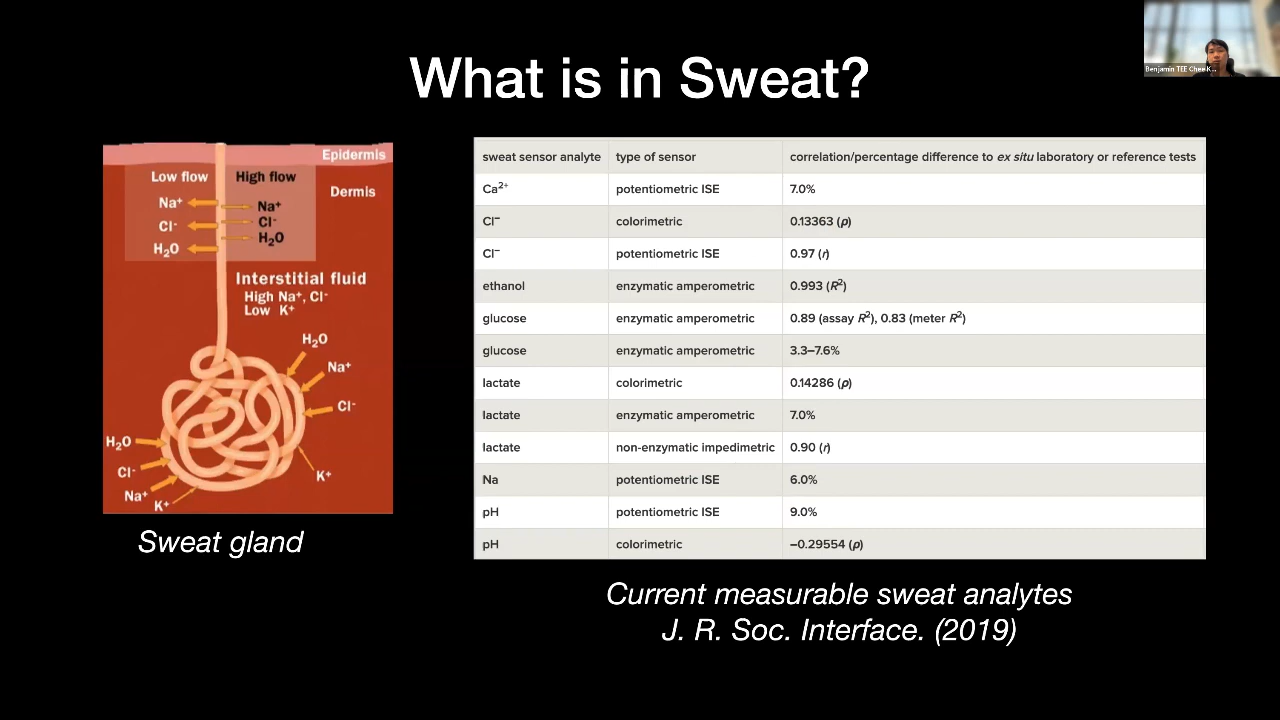 What is in Sweat?
Benjamin TEE Chee K...
Epidermis
Low flow
High flow
Dermis
Na⁺
Na⁺
Cl⁻
Cl⁻
H₂O
H₂O
Interstitial fluid
High Na⁺, Cl⁻
Low K⁺
H₂O
Na⁺
Cl⁻
H₂O
Cl⁻
K⁺
Na⁺
K⁺
Sweat gland
sweat sensor analyte type of sensor correlation/percentage difference to ex situ laboratory or reference tests
Ca²⁺ potentiometric ISE 7.0%
Cl⁻ colorimetric 0.13363 (ρ)
Cl⁻ potentiometric ISE 0.97 (r)
ethanol enzymatic amperometric 0.993 (R²)
glucose enzymatic amperometric 0.89 (assay R²), 0.83 (meter R²)
glucose enzymatic amperometric 3.3–7.6%
lactate colorimetric 0.14286 (ρ)
lactate enzymatic amperometric 7.0%
lactate non-enzymatic impedimetric 0.90 (r)
Na potentiometric ISE 6.0%
pH potentiometric ISE 9.0%
pH colorimetric −0.29554 (ρ)
Current measurable sweat analytes
J. R. Soc. Interface. (2019)